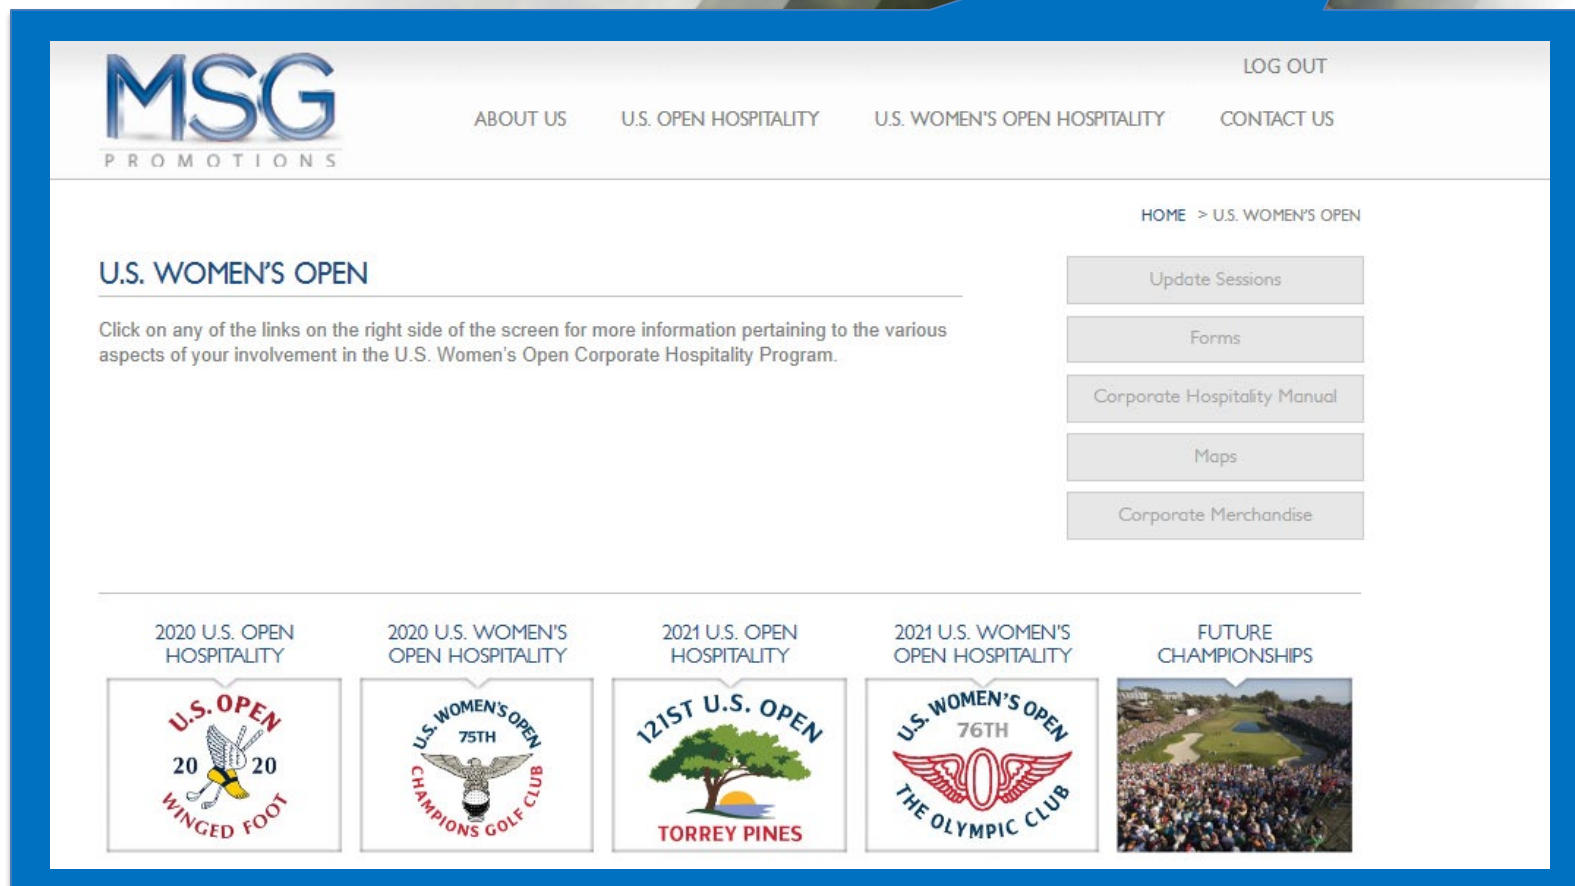 MSG
PROMOTIONS
LOG OUT
ABOUT US
U.S. OPEN HOSPITALITY
U.S. WOMEN'S OPEN HOSPITALITY
CONTACT US
HOME > U.S. WOMEN'S OPEN
U.S. WOMEN'S OPEN
Click on any of the links on the right side of the screen for more information pertaining to the various
aspects of your involvement in the U.S. Women's Open Corporate Hospitality Program.
Update Sessions
Forms
Corporate Hospitality Manual
Maps
Corporate Merchandise
2020 U.S. OPEN
HOSPITALITY
U.S. OPEN
20 20
WINGED FOOT
2020 U.S. WOMEN'S
OPEN HOSPITALITY
U.S. WOMEN'S OPEN
75TH
CHAMPIONS GOLF CLUB
2021 U.S. OPEN
HOSPITALITY
121ST U.S. OPEN
TORREY PINES
2021 U.S. WOMEN'S
OPEN HOSPITALITY
U.S. WOMEN'S OPEN
76TH
THE OLYMPIC CLUB
FUTURE
CHAMPIONSHIPS